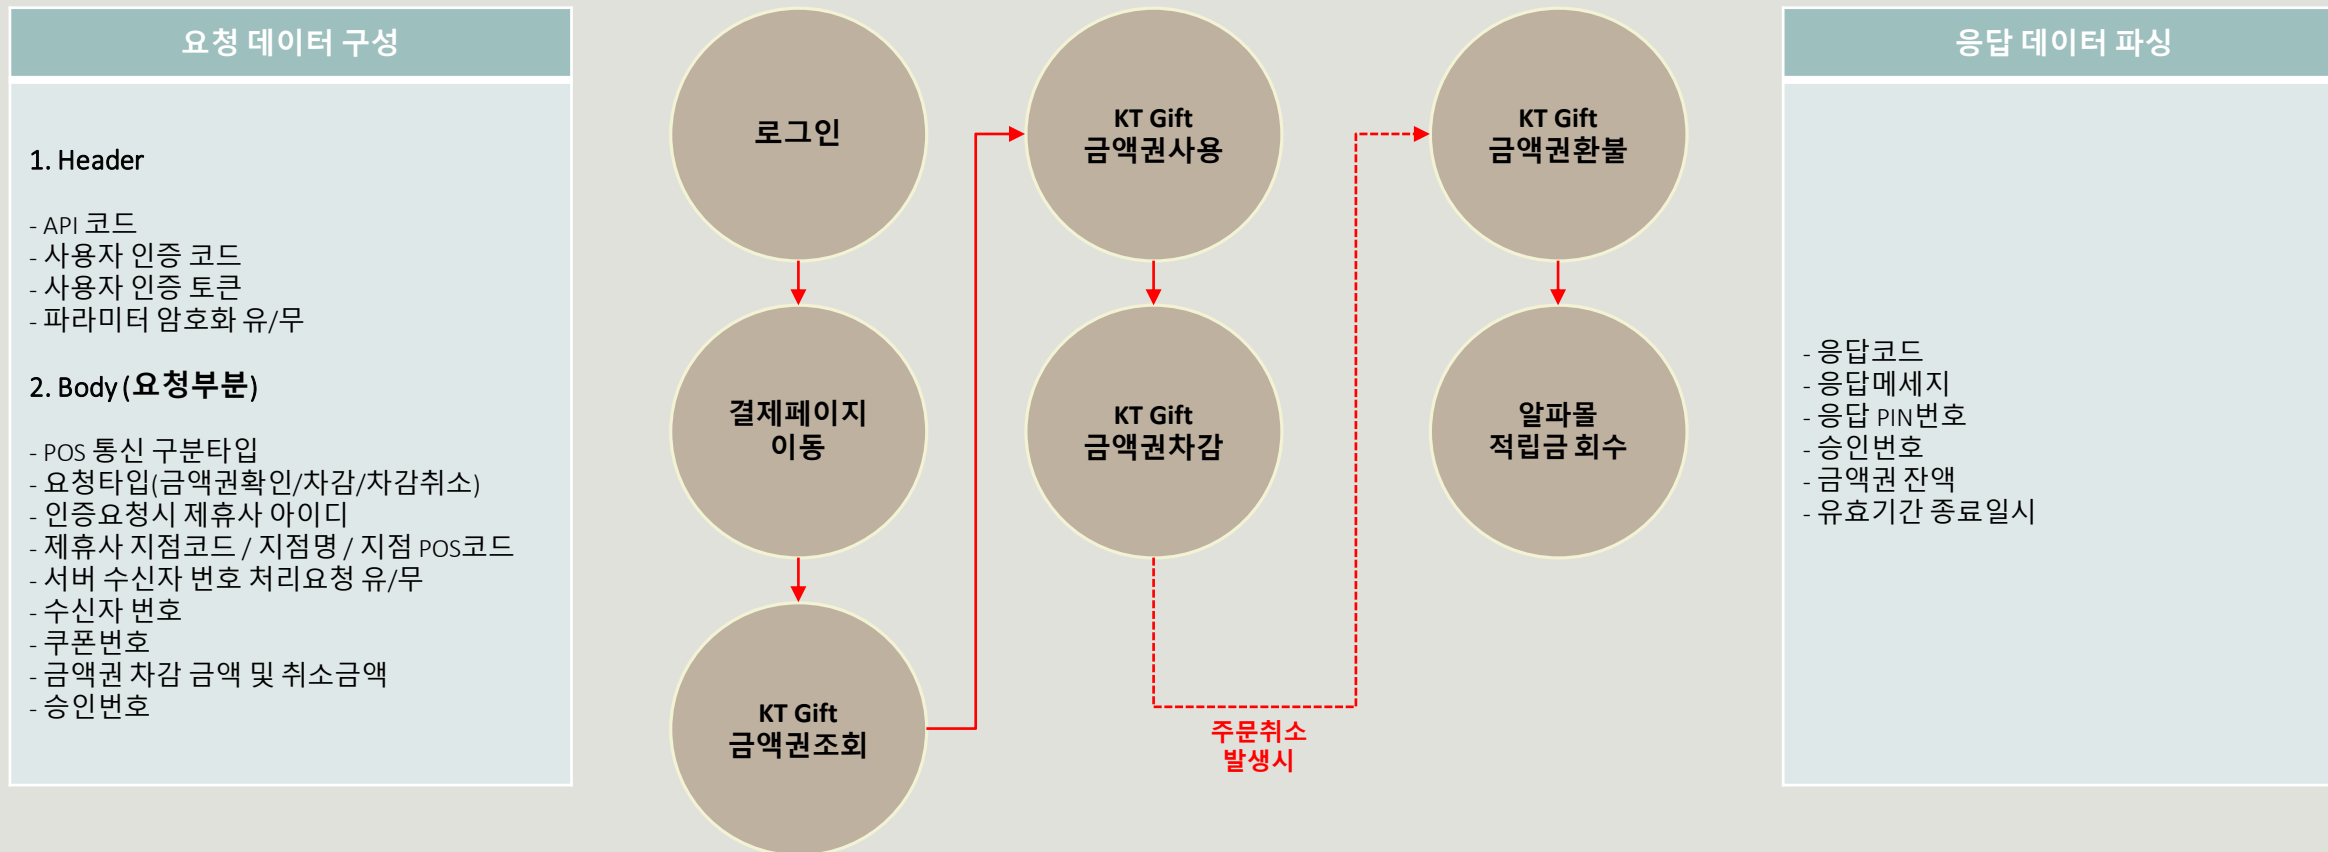 요청 데이터 구성
1. Header
- API 코드
- 사용자 인증 코드
- 사용자 인증 토큰
- 파라미터 암호화 유/무
2. Body (요청부분)
- POS 통신 구분타입
- 요청타입(금액권확인/차감/차감취소)
- 인증요청시 제휴사 아이디
- 제휴사 지점코드 / 지점명 / 지점 POS코드
- 서버 수신자 번호 처리요청 유/무
- 수신자 번호
- 쿠폰번호
- 금액권 차감 금액 및 취소금액
- 승인번호
로그인
결제페이지
이동
KT Gift
금액권조회
KT Gift
금액권사용
KT Gift
금액권차감
주문취소
발생시
KT Gift
금액권환불
알파몰
적립금 회수
응답 데이터 파싱
- 응답코드
- 응답메세지
- 응답 PIN번호
- 승인번호
- 금액권 잔액
- 유효기간 종료일시